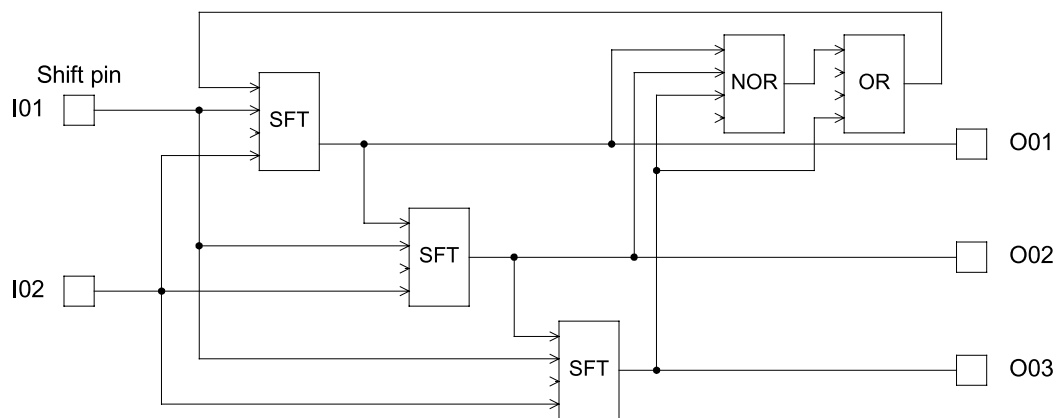 Shift pin
I01
SFT
NOR
OR
O01
SFT
O02
I02
SFT
O03